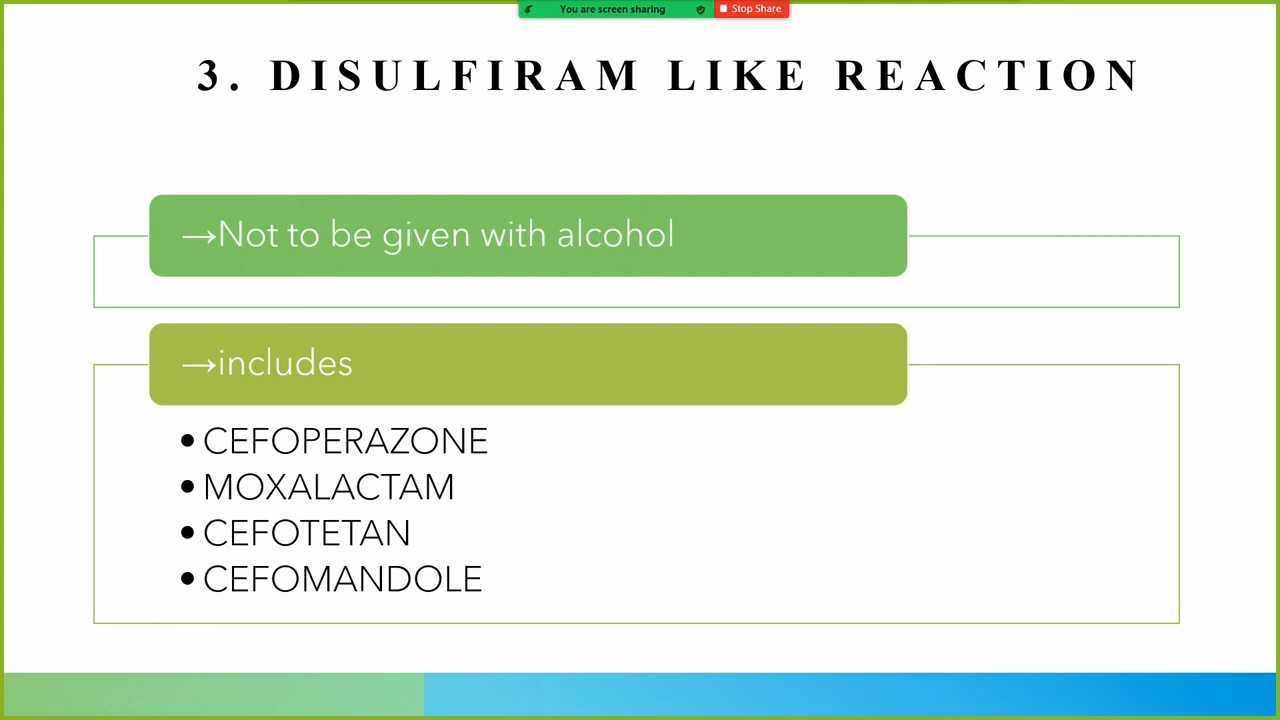 You are screen sharing
Stop Share
3. DISULFIRAM LIKE REACTION
→Not to be given with alcohol
→includes
• CEFOPERAZONE
• MOXALACTAM
• CEFOTETAN
• CEFOMANDOLE